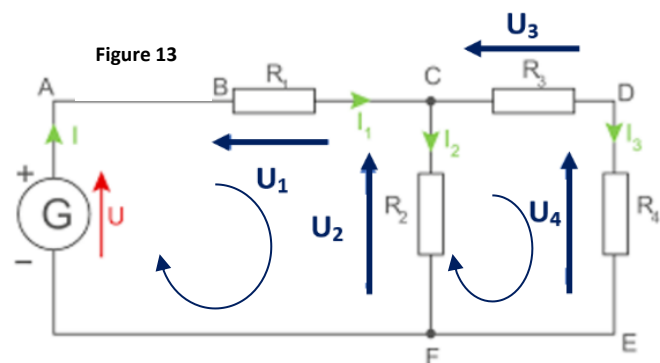 Figure 13
U₃
A
B
R₁
C
R₃
D
I
I₁
I₂
I₃
+
U₁
G
U
U₂
R₂
U₄
R₄
−
F
E